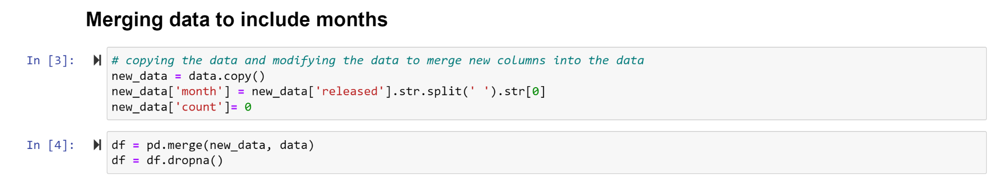 Merging data to include months
In [3]: # copying the data and modifying the data to merge new columns into the data
new_data = data.copy()
new_data['month'] = new_data['released'].str.split(' ').str[0]
new_data['count']= 0
In [4]: df = pd.merge(new_data, data)
df = df.dropna()